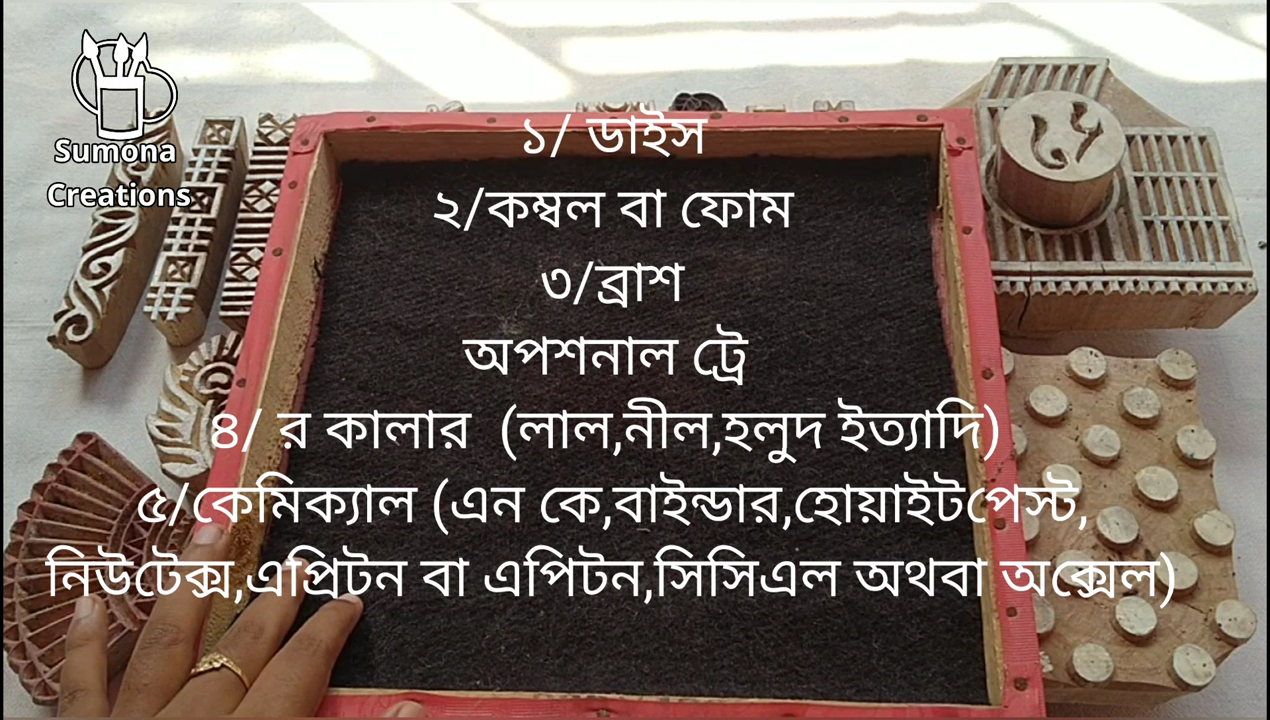 Sumona
Creations
১/ ডাইস
২/কম্বল বা ফোম
৩/ব্রাশ
অপশনাল ট্রে
৪/ র কালার (লাল,নীল,হলুদ ইত্যাদি)
৫/কেমিক্যাল (এন কে,বাইন্ডার,হোয়াইটপেস্ট,
নিউটেক্স,এপ্রিটন বা এপিটন,সিসিএল অথবা অক্সেল)